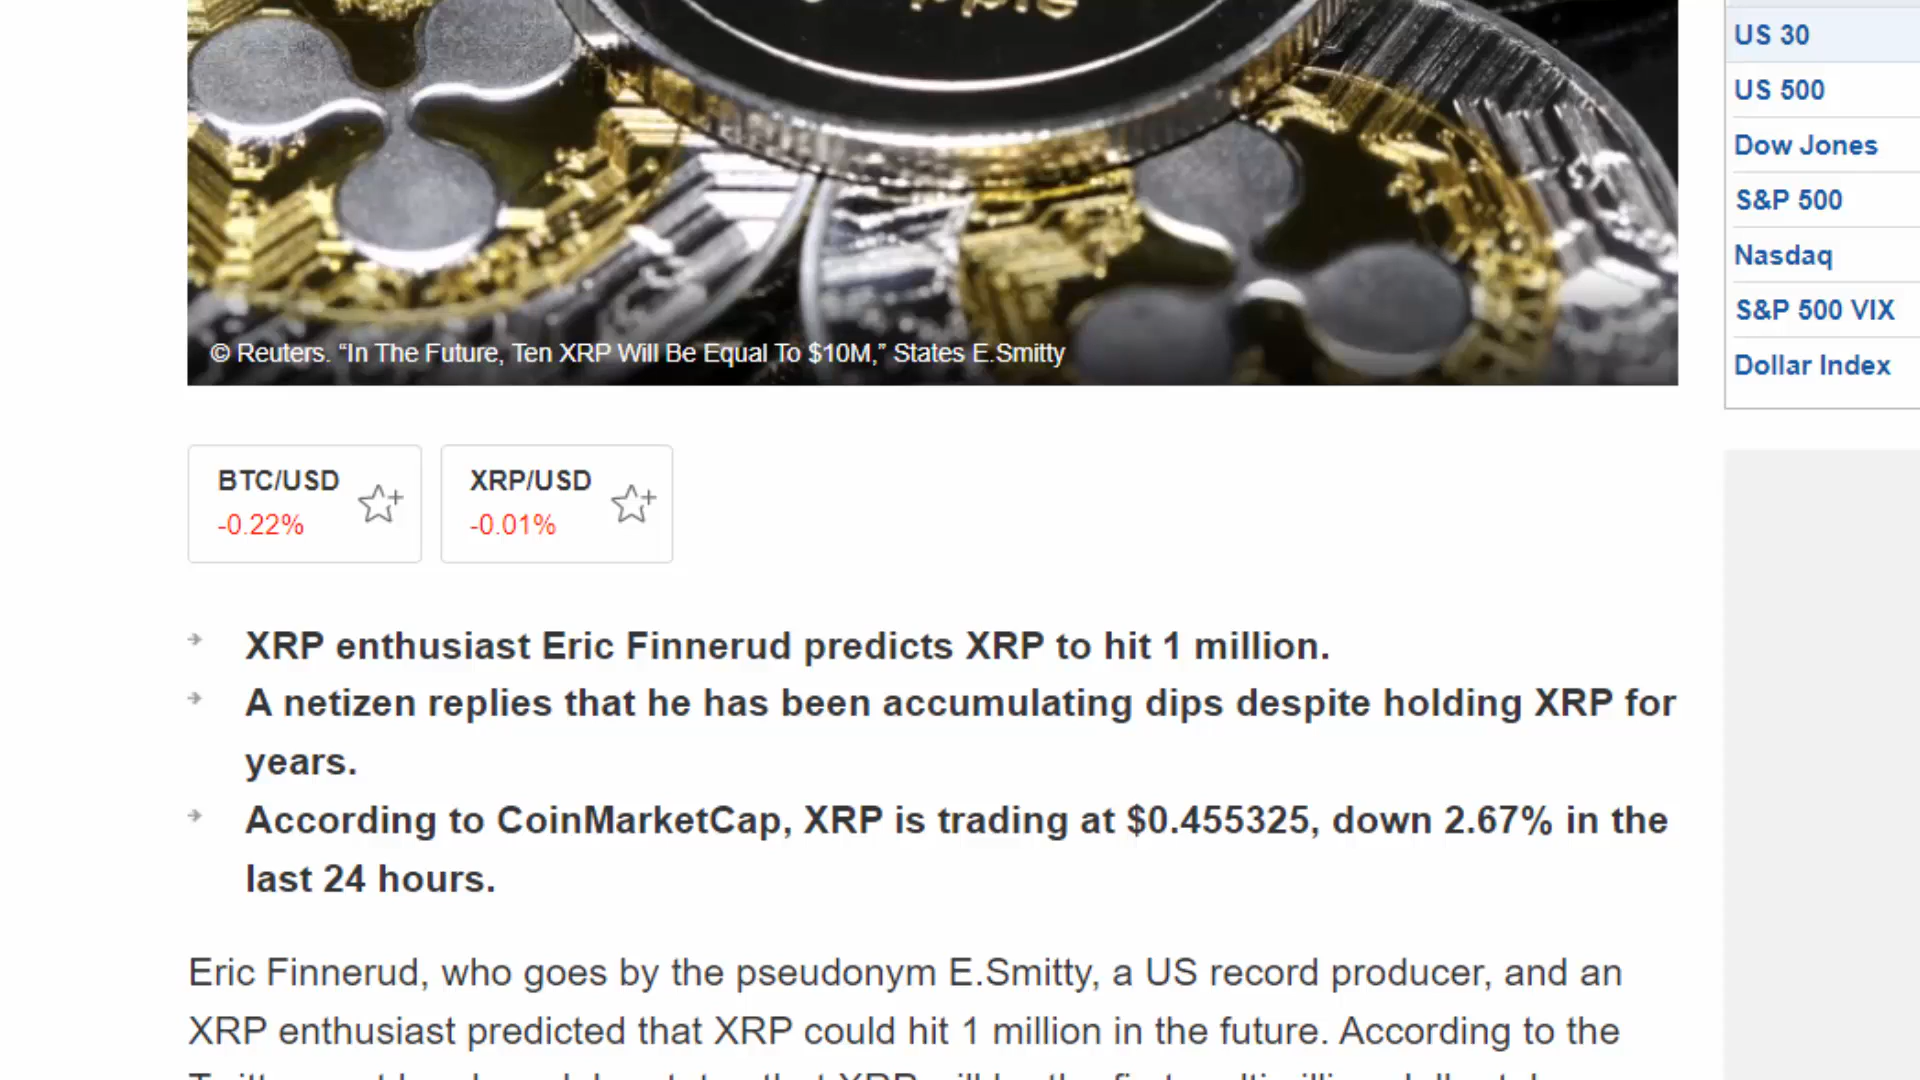 US 30
US 500
Dow Jones
S&P 500
Nasdaq
S&P 500 VIX
Dollar Index
© Reuters. “In The Future, Ten XRP Will Be Equal To $10M,” States E.Smitty
BTC/USD
-0.22%
XRP/USD
-0.01%
XRP enthusiast Eric Finnerud predicts XRP to hit 1 million.
A netizen replies that he has been accumulating dips despite holding XRP for
years.
According to CoinMarketCap, XRP is trading at $0.455325, down 2.67% in the
last 24 hours.
Eric Finnerud, who goes by the pseudonym E.Smitty, a US record producer, and an
XRP enthusiast predicted that XRP could hit 1 million in the future. According to the